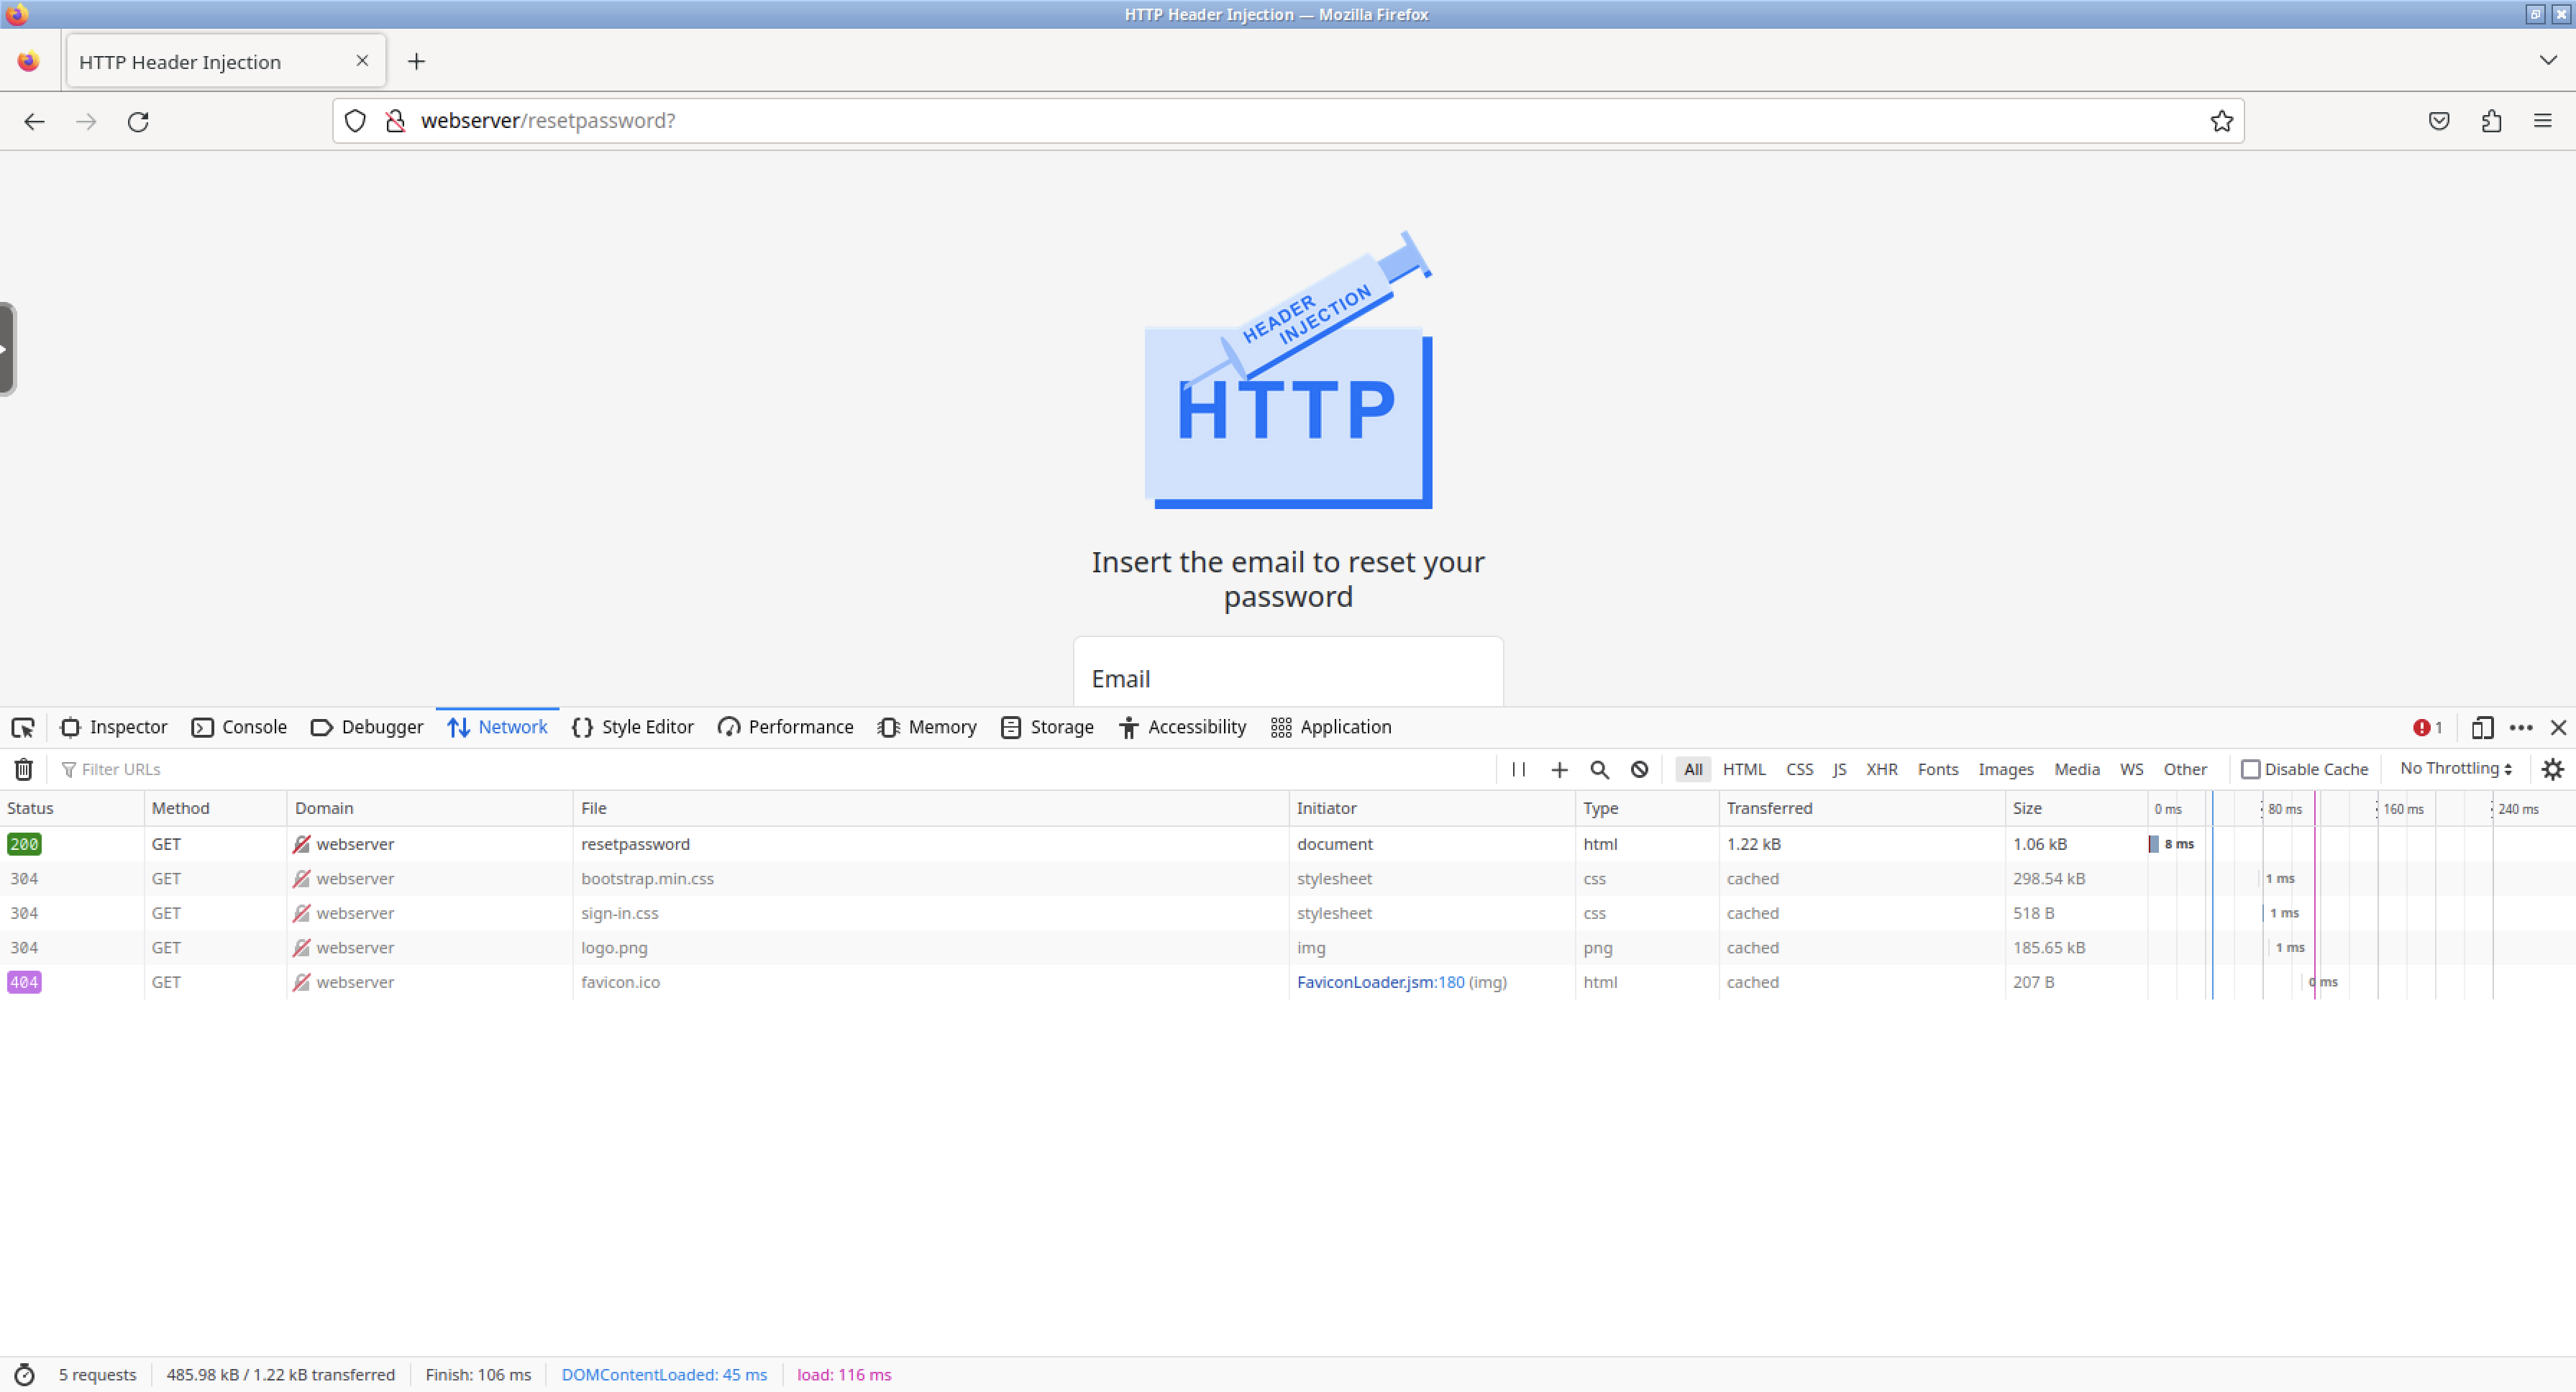 HTTP Header Injection — Mozilla Firefox
HTTP Header Injection
webserver/resetpassword?
HEADER
INJECTION
HTTP
Insert the email to reset your
password
Email
Inspector Console Debugger Network Style Editor Performance Memory Storage Accessibility Application 1
Filter URLs All HTML CSS JS XHR Fonts Images Media WS Other Disable Cache No Throttling
Status Method Domain File Initiator Type Transferred Size 0 ms 80 ms 160 ms 240 ms
200 GET webserver resetpassword document html 1.22 kB 1.06 kB 8 ms
304 GET webserver bootstrap.min.css stylesheet css cached 298.54 kB 1 ms
304 GET webserver sign-in.css stylesheet css cached 518 B 1 ms
304 GET webserver logo.png img png cached 185.65 kB 1 ms
404 GET webserver favicon.ico FaviconLoader.jsm:180 (img) html cached 207 B 0 ms
5 requests 485.98 kB / 1.22 kB transferred Finish: 106 ms DOMContentLoaded: 45 ms load: 116 ms